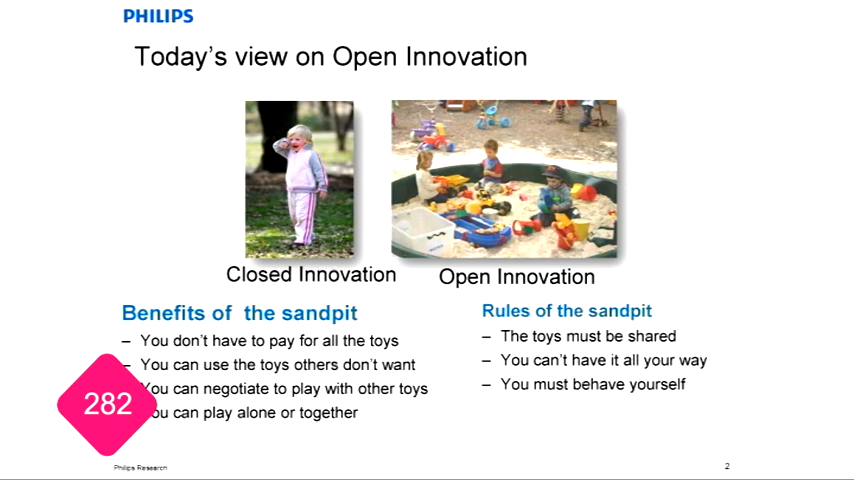 PHILIPS
Today's view on Open Innovation
Closed Innovation
Open Innovation
Benefits of the sandpit
– You don't have to pay for all the toys
– You can use the toys others don't want
You can negotiate to play with other toys
You can play alone or together
Rules of the sandpit
– The toys must be shared
– You can't have it all your way
– You must behave yourself
282
Philips Research
2